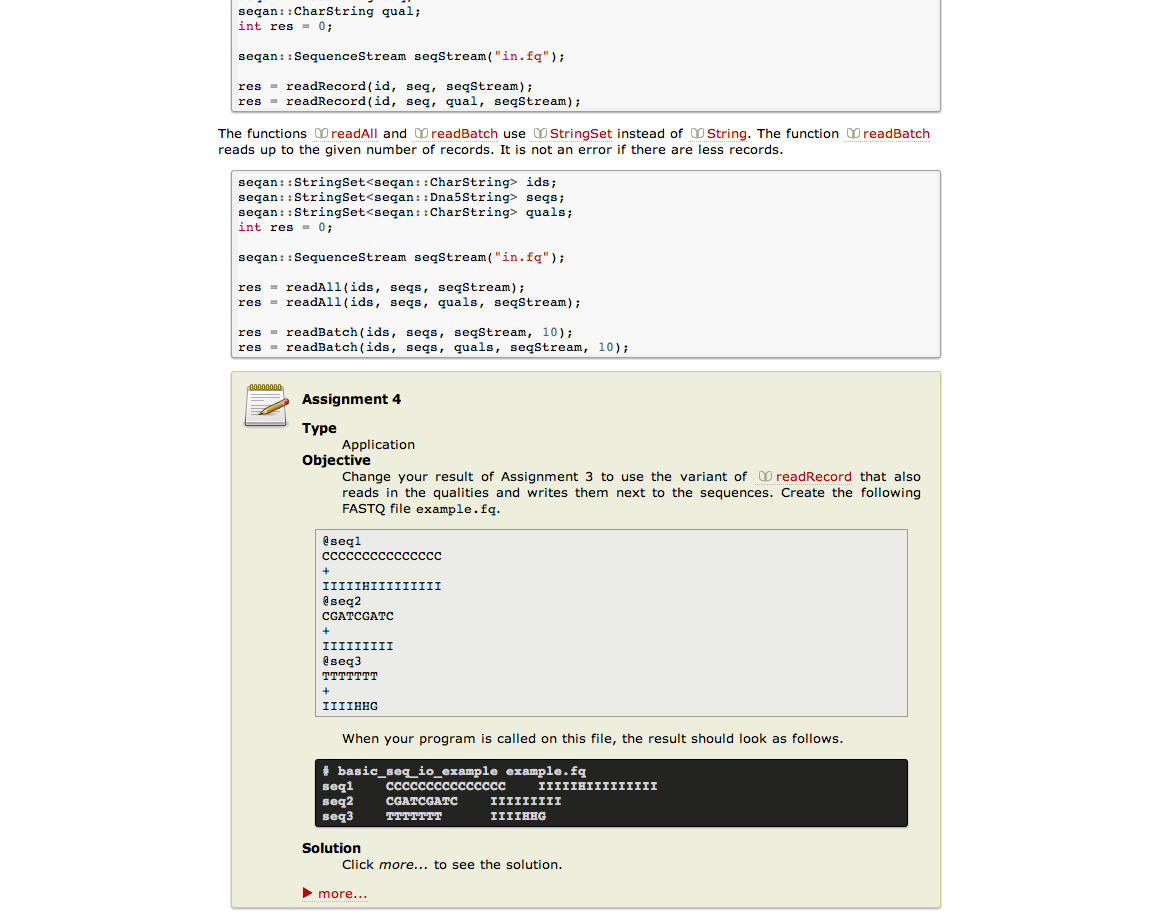 seqan::CharString qual;
int res = 0;
seqan::SequenceStream seqStream("in.fq");
res = readRecord(id, seq, seqStream);
res = readRecord(id, seq, qual, seqStream);
The functions readAll and readBatch use StringSet instead of String. The function readBatch
reads up to the given number of records. It is not an error if there are less records.
seqan::StringSet<seqan::CharString> ids;
seqan::StringSet<seqan::Dna5String> seqs;
seqan::StringSet<seqan::CharString> quals;
int res = 0;
seqan::SequenceStream seqStream("in.fq");
res = readAll(ids, seqs, seqStream);
res = readAll(ids, seqs, quals, seqStream);
res = readBatch(ids, seqs, seqStream, 10);
res = readBatch(ids, seqs, quals, seqStream, 10);
Assignment 4
Type
Application
Objective
Change your result of Assignment 3 to use the variant of readRecord that also
reads in the qualities and writes them next to the sequences. Create the following
FASTQ file example.fq.
@seq1
CCCCCCCCCCCCCCC
+
IIIIIHIIIIIIIII
@seq2
CGATCGATC
+
IIIIIIIII
@seq3
TTTTTTT
+
IIIIHHG
When your program is called on this file, the result should look as follows.
# basic_seq_io_example example.fq
seq1    CCCCCCCCCCCCCCC    IIIIIHIIIIIIIII
seq2    CGATCGATC    IIIIIIIII
seq3    TTTTTTT      IIIIHHG
Solution
Click more... to see the solution.
more...